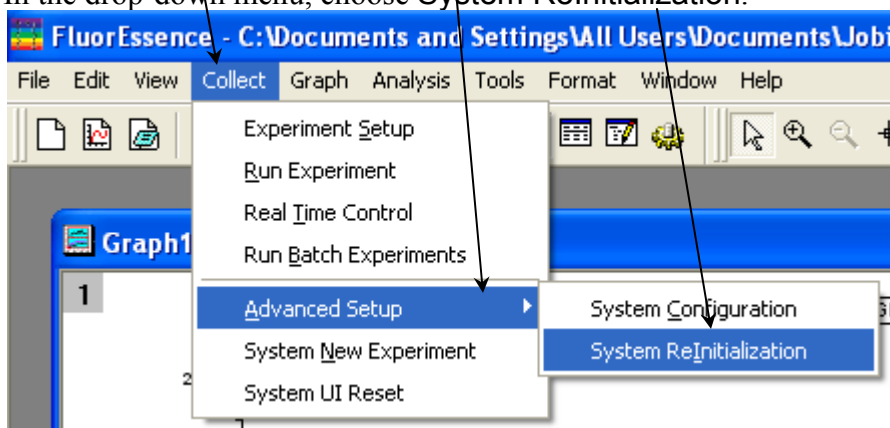 In the drop-down menu, choose System Reinitialization.
FluorEssence - C:\Documents and Settings\All Users\Documents\Jobi
File Edit View Collect Graph Analysis Tools Format Window Help
Experiment Setup
Run Experiment
Real Time Control
Run Batch Experiments
Graph1
1
Advanced Setup
System Configuration
System New Experiment
System ReInitialization
2
System UI Reset